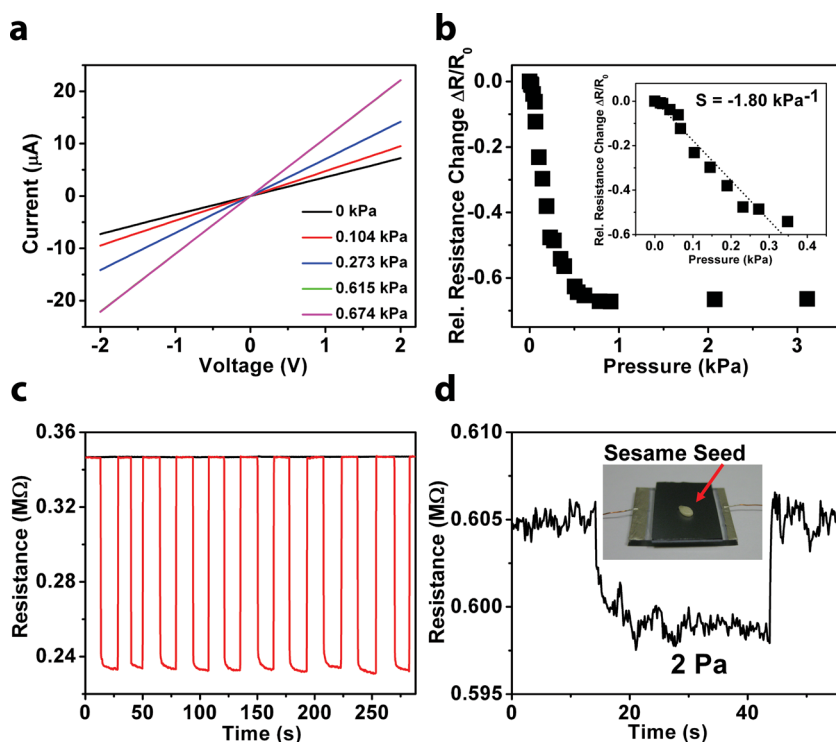 a
Current (μA)
20
10
0
-10
-20
0 kPa
0.104 kPa
0.273 kPa
0.615 kPa
0.674 kPa
-2
-1
0
1
2
Voltage (V)
b
Rel. Resistance Change ΔR/R0
0.0
-0.2
-0.4
-0.6
0
1
2
3
Pressure (kPa)
S = -1.80 kPa-1
Rel. Resistance Change ΔR/R0
0.0
-0.2
-0.4
-0.6
0.0
0.1
0.2
0.3
0.4
Pressure (kPa)
c
Resistance (MΩ)
0.36
0.32
0.28
0.24
0
50
100
150
200
250
Time (s)
d
Resistance (MΩ)
0.610
0.605
0.600
0.595
Sesame Seed
2 Pa
0
20
40
Time (s)